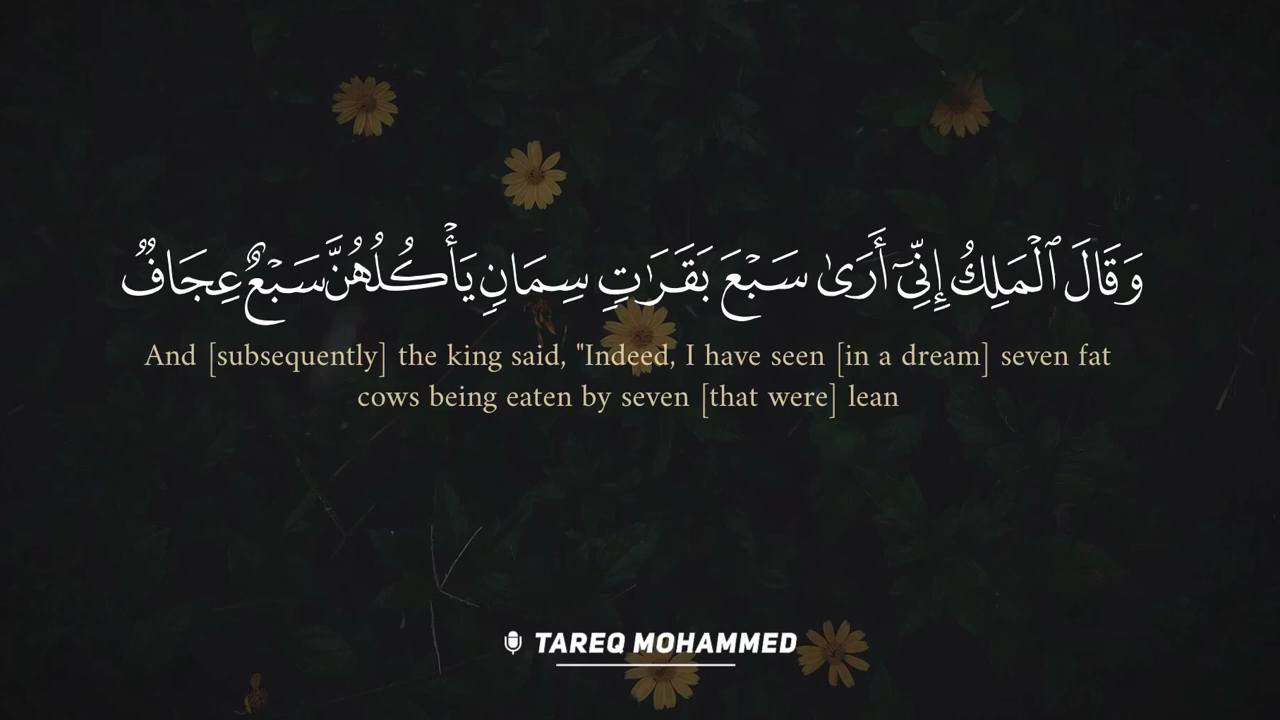 وَقَالَ ٱلْمَلِكُ إِنِّىٓ أَرَىٰ سَبْعَ بَقَرَٰتٍ سِمَانٍ يَأْكُلُهُنَّ سَبْعٌ عِجَافٌ
And [subsequently] the king said, "Indeed, I have seen [in a dream] seven fat
cows being eaten by seven [that were] lean
TAREQ MOHAMMED